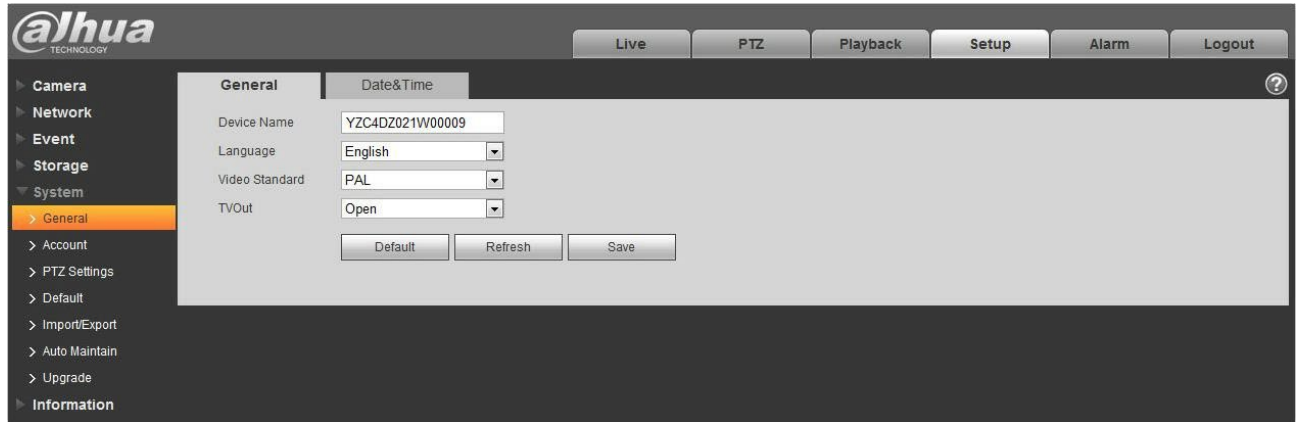 alhua
TECHNOLOGY
Live PTZ Playback Setup Alarm Logout
Camera
Network
Event
Storage
System
General
Account
PTZ Settings
Default
Import/Export
Auto Maintain
Upgrade
Information
General Date&Time
?
Device Name YZC4DZ021W00009
Language English
Video Standard PAL
TVOut Open
Default Refresh Save